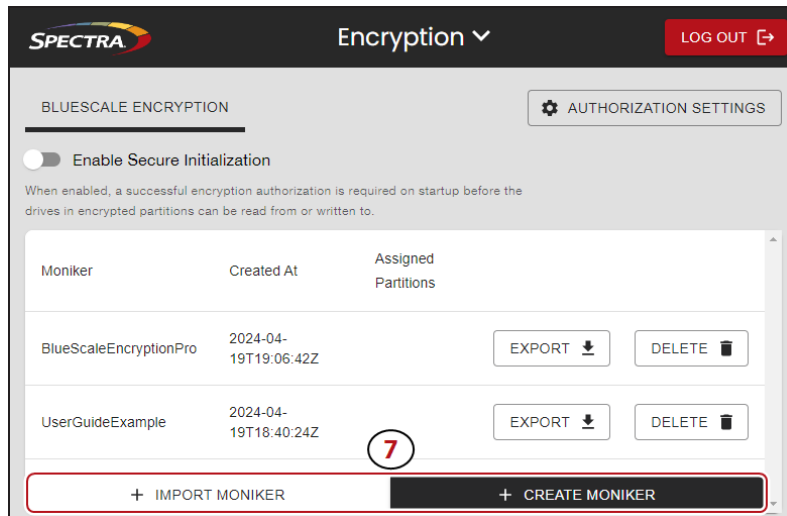 SPECTRA
Encryption
LOG OUT
BLUESCALE ENCRYPTION
AUTHORIZATION SETTINGS
Enable Secure Initialization
When enabled, a successful encryption authorization is required on startup before the
drives in encrypted partitions can be read from or written to.
Moniker Created At Assigned
Partitions
BlueScaleEncryptionPro 2024-04-
19T19:06:42Z
EXPORT DELETE
UserGuideExample 2024-04-
19T18:40:24Z
EXPORT DELETE
7
+ IMPORT MONIKER + CREATE MONIKER